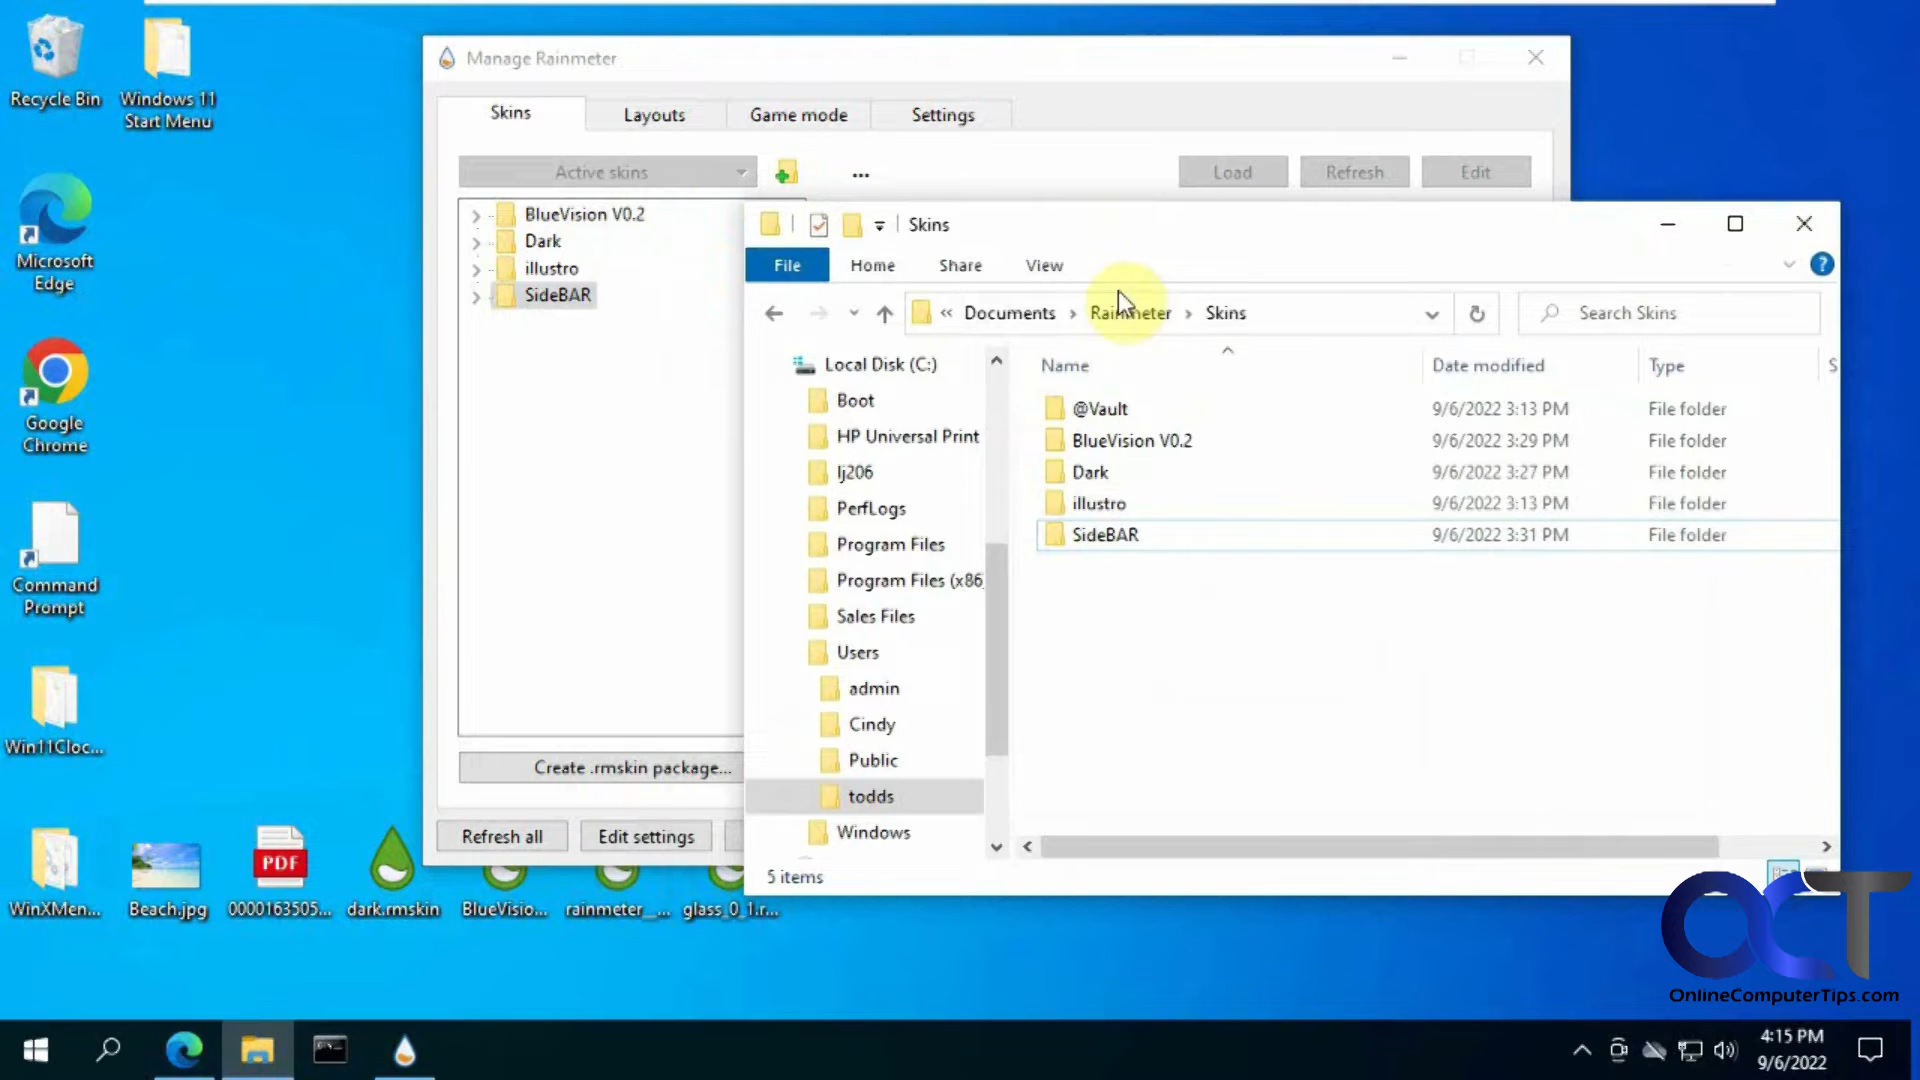 Recycle Bin
Windows 11
Start Menu
Microsoft
Edge
Google
Chrome
Command
Prompt
Win11Cloc...
WinXMen...
Beach.jpg
PDF
0000163505...
dark.rmskin
BlueVisio...
rainmeter__...
glass_0_1.r...
Manage Rainmeter
Skins
Layouts
Game mode
Settings
Active skins
...
Load
Refresh
Edit
BlueVision V0.2
Dark
illustro
SideBAR
Create .rmskin package...
Refresh all
Edit settings
Skins
File
Home
Share
View
?
« Documents › Rainmeter › Skins
Search Skins
Local Disk (C:)
Boot
HP Universal Print
lj206
PerfLogs
Program Files
Program Files (x86
Sales Files
Users
admin
Cindy
Public
todds
Windows
Name Date modified Type S
@Vault 9/6/2022 3:13 PM File folder
BlueVision V0.2 9/6/2022 3:29 PM File folder
Dark 9/6/2022 3:27 PM File folder
illustro 9/6/2022 3:13 PM File folder
SideBAR 9/6/2022 3:31 PM File folder
5 items
OCT
OnlineComputerTips.com
4:15 PM
9/6/2022